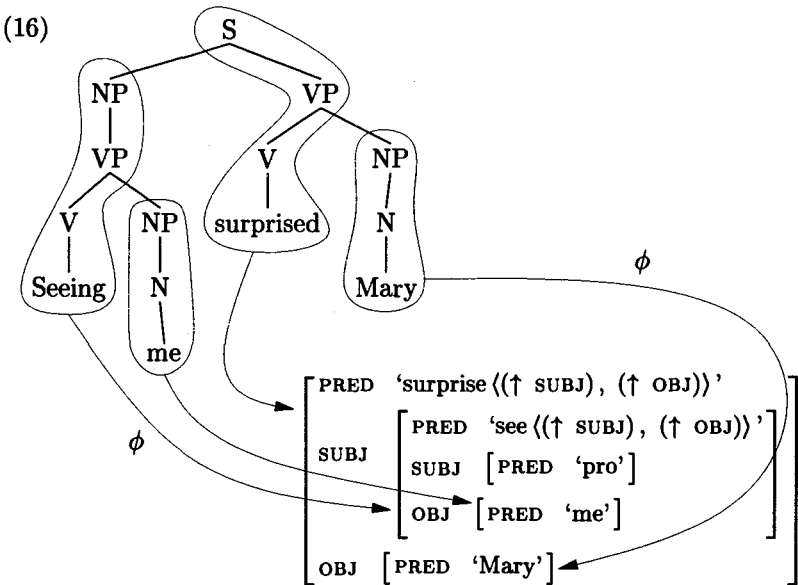 (16)
S
NP VP
VP V NP
V NP surprised N
Seeing N Mary
me
ϕ
ϕ
PRED ‘surprise⟨(↑ SUBJ), (↑ OBJ)⟩’
SUBJ
PRED ‘see⟨(↑ SUBJ), (↑ OBJ)⟩’
SUBJ [PRED ‘pro’]
OBJ [PRED ‘me’]
OBJ [PRED ‘Mary’]